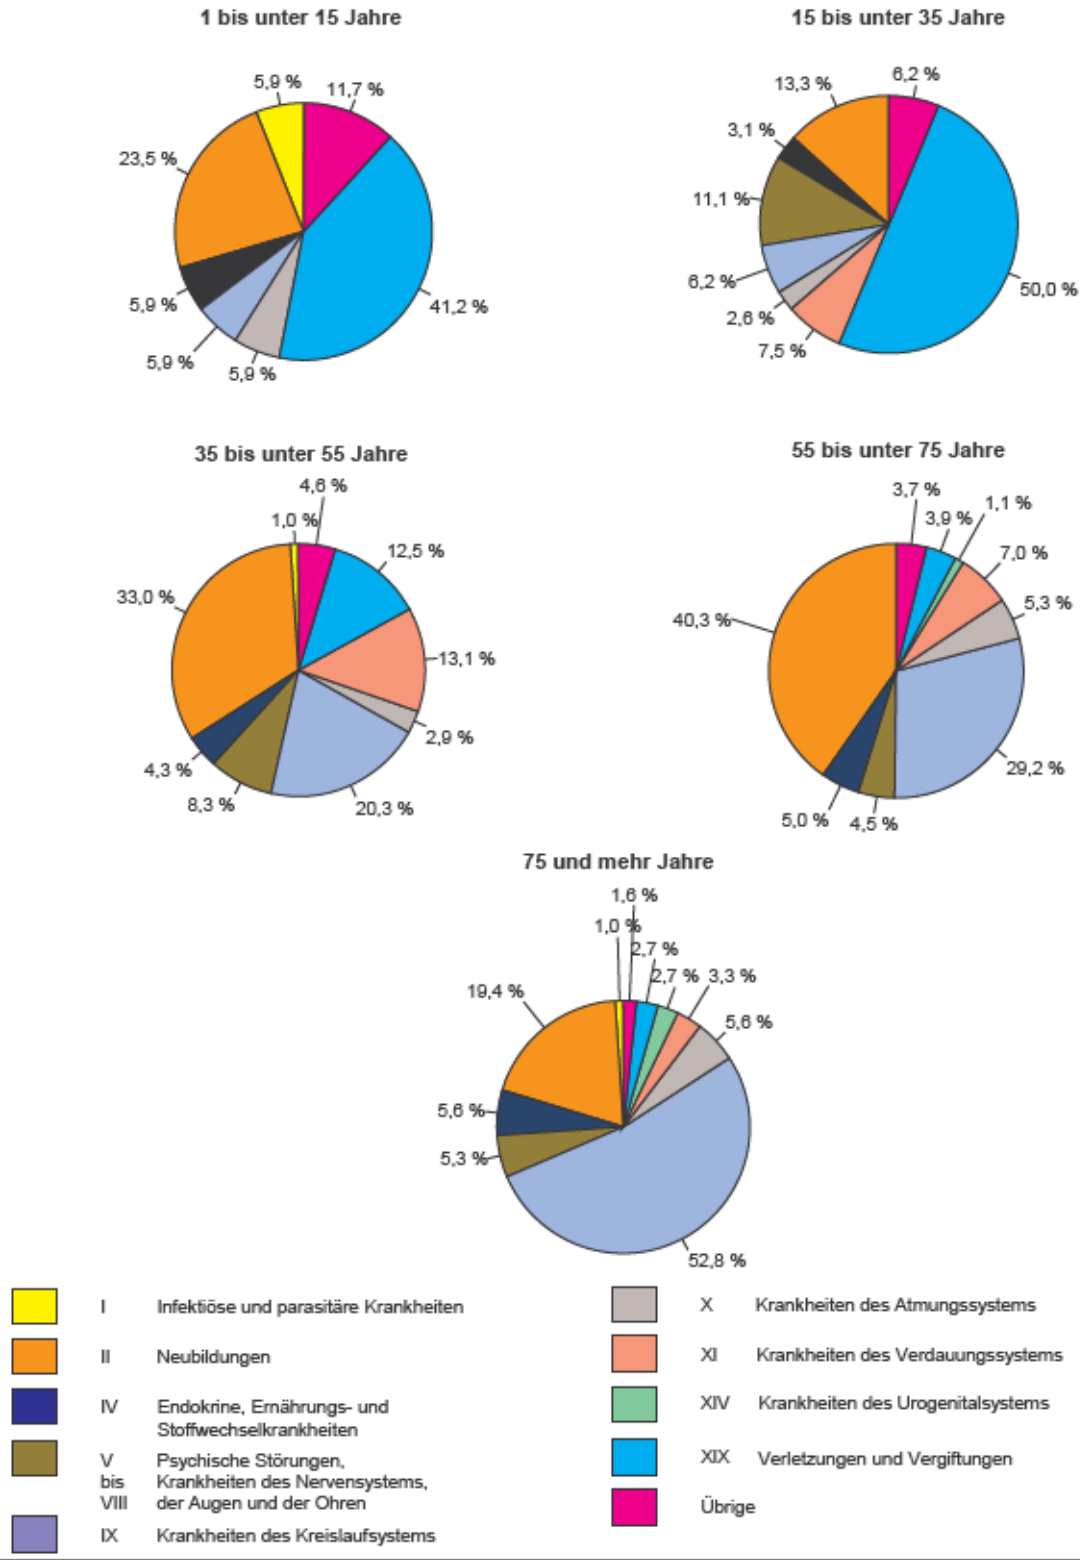 1 bis unter 15 Jahre
5,9 %
11,7 %
23,5 %
41,2 %
5,9 %
5,9 %
5,9 %
15 bis unter 35 Jahre
6,2 %
13,3 %
3,1 %
11,1 %
6,2 %
2,6 %
7,5 %
50,0 %
35 bis unter 55 Jahre
4,6 %
1,0 %
12,5 %
33,0 %
13,1 %
2,9 %
4,3 %
8,3 %
20,3 %
55 bis unter 75 Jahre
3,7 %
3,9 %
1,1 %
7,0 %
5,3 %
40,3 %
29,2 %
5,0 %
4,5 %
75 und mehr Jahre
1,6 %
1,0 %
2,7 %
2,7 %
3,3 %
19,4 %
5,6 %
5,6 %
5,3 %
52,8 %
I Infektiöse und parasitäre Krankheiten
II Neubildungen
IV Endokrine, Ernährungs- und
Stoffwechselkrankheiten
V Psychische Störungen,
bis Krankheiten des Nervensystems,
VIII der Augen und der Ohren
IX Krankheiten des Kreislaufsystems
X Krankheiten des Atmungssystems
XI Krankheiten des Verdauungssystems
XIV Krankheiten des Urogenitalsystems
XIX Verletzungen und Vergiftungen
Übrige